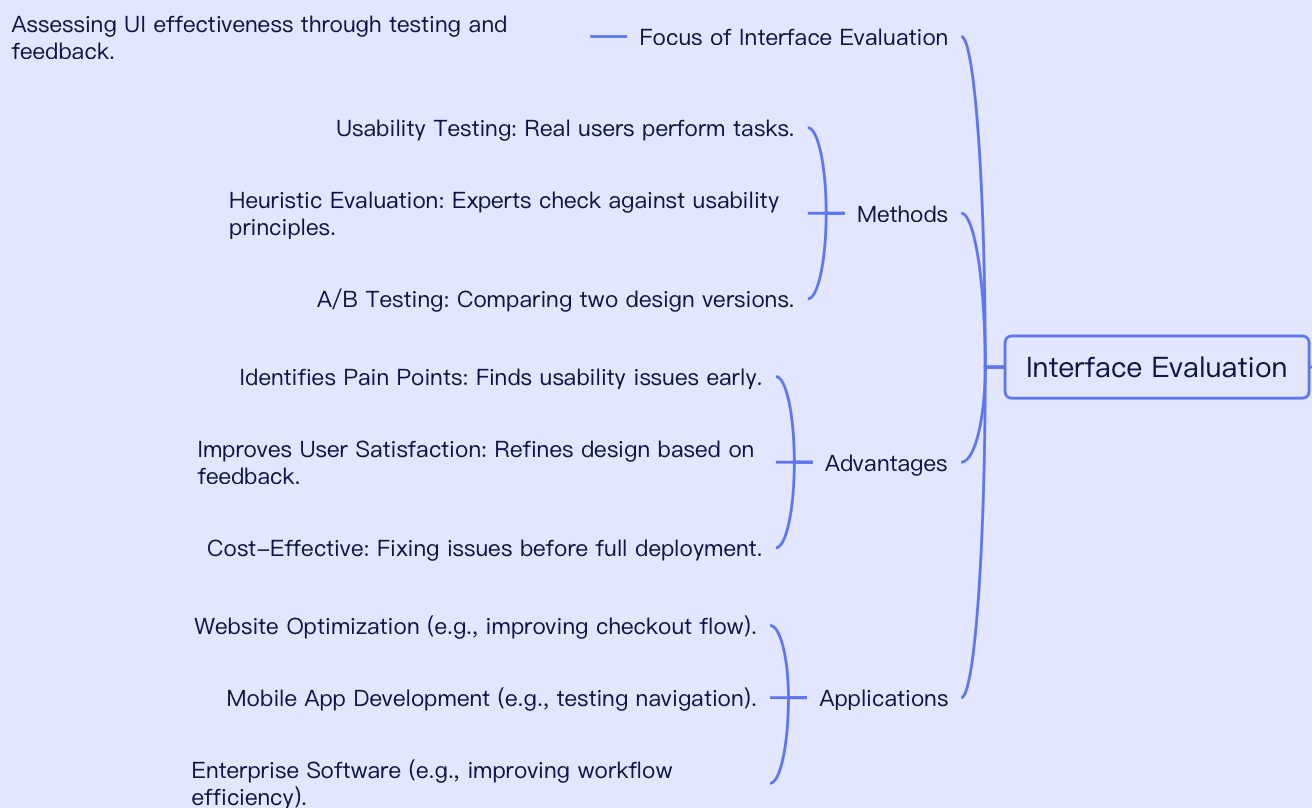 Interface Evaluation
Focus of Interface Evaluation
Assessing UI effectiveness through testing and
feedback.
Methods
Usability Testing: Real users perform tasks.
Heuristic Evaluation: Experts check against usability
principles.
A/B Testing: Comparing two design versions.
Advantages
Identifies Pain Points: Finds usability issues early.
Improves User Satisfaction: Refines design based on
feedback.
Cost–Effective: Fixing issues before full deployment.
Applications
Website Optimization (e.g., improving checkout flow).
Mobile App Development (e.g., testing navigation).
Enterprise Software (e.g., improving workflow
efficiency).